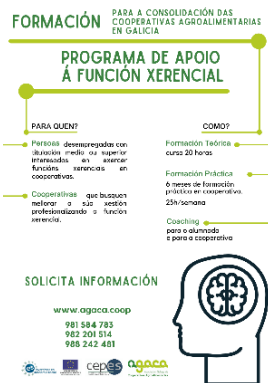 FORMACIÓN
PARA A CONSOLIDACIÓN DAS
COOPERATIVAS AGROALIMENTARIAS
EN GALICIA
PROGRAMA DE APOIO
Á FUNCIÓN XERENCIAL
PARA QUEN?
Persoas desempregadas con
titulación media ou superior
interesadas en exercer
funcións xerenciais en
cooperativas.
Cooperativas que busquen
mellorar a súa xestión
profesionalizando a función
xerencial.
COMO?
Formación Teórica
curso 20 horas
Formación Práctica
6 meses de formación
práctica en cooperativa.
25h/semana
Coaching
para o alumnado
e para a cooperativa
SOLICITA INFORMACIÓN
www.agaca.coop
981 584 783
982 201 514
988 242 481
cepes
agaca